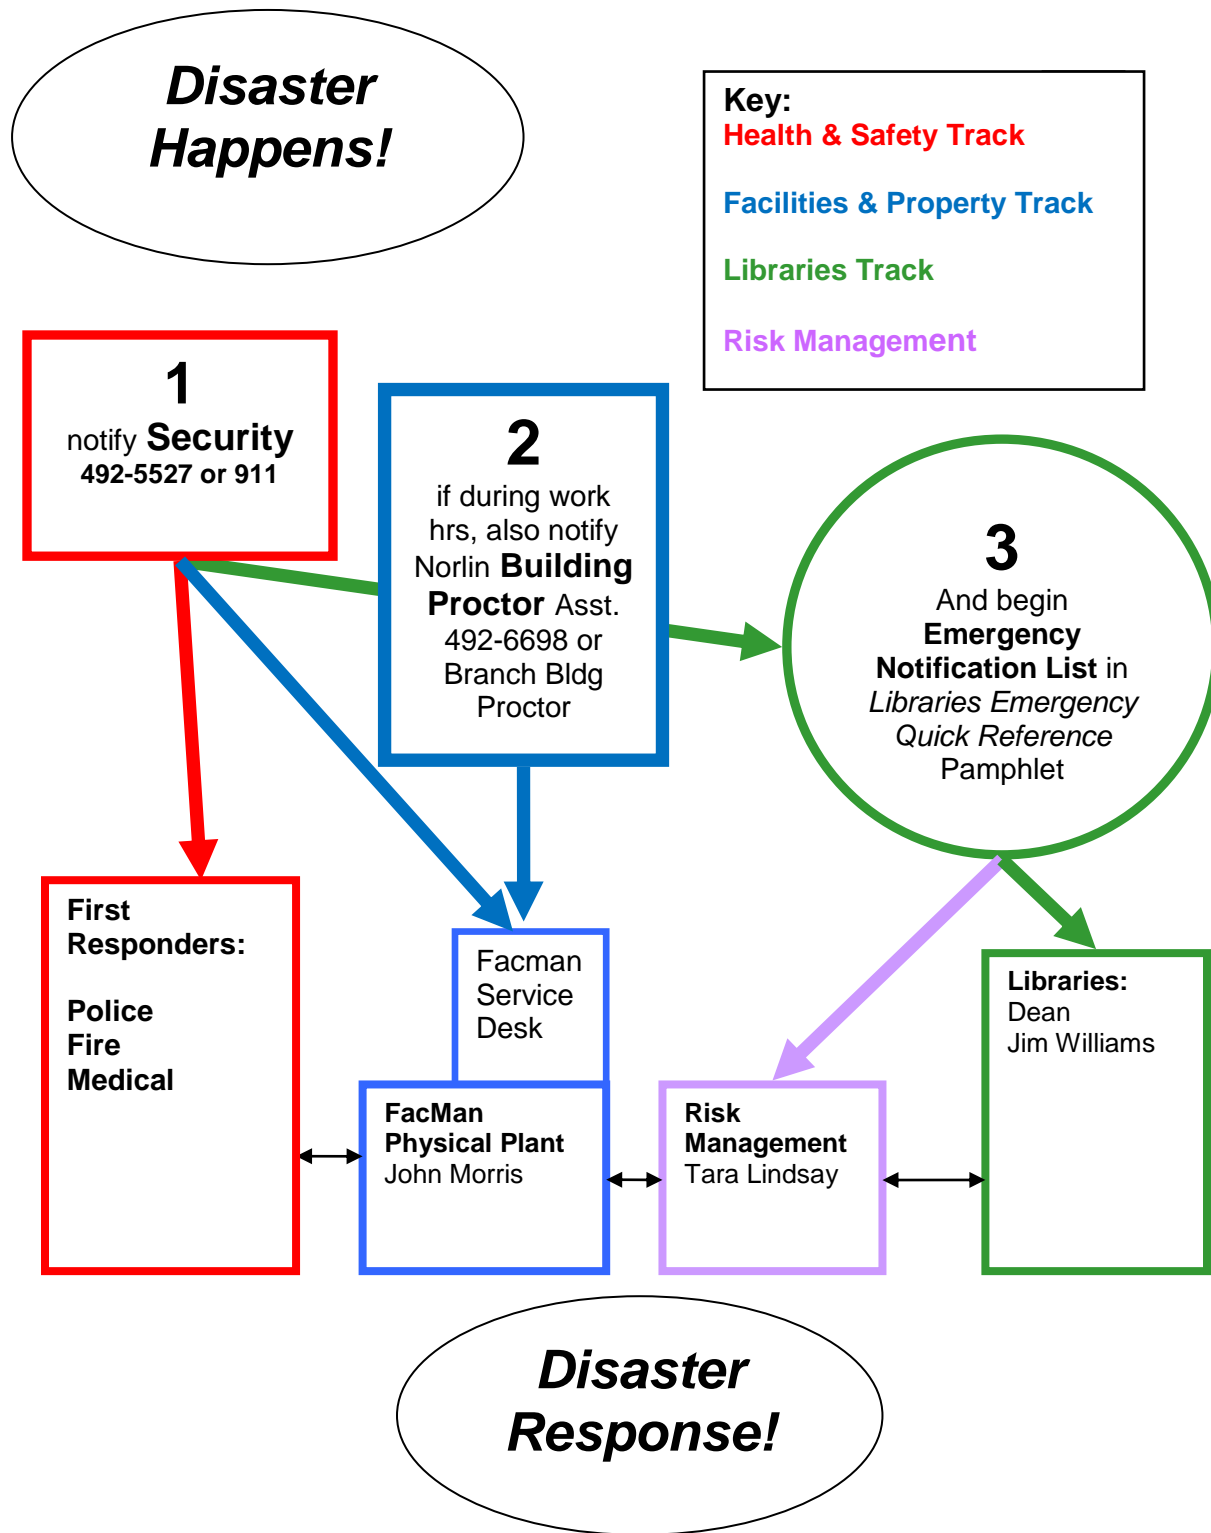 Disaster
Happens!
Key:
Health & Safety Track
Facilities & Property Track
Libraries Track
Risk Management
1
notify Security
492-5527 or 911
2
if during work
hrs, also notify
Norlin Building
Proctor Asst.
492-6698 or
Branch Bldg
Proctor
3
And begin
Emergency
Notification List in
Libraries Emergency
Quick Reference
Pamphlet
First
Responders:
Police
Fire
Medical
Facman
Service
Desk
FacMan
Physical Plant
John Morris
Risk
Management
Tara Lindsay
Libraries:
Dean
Jim Williams
Disaster
Response!